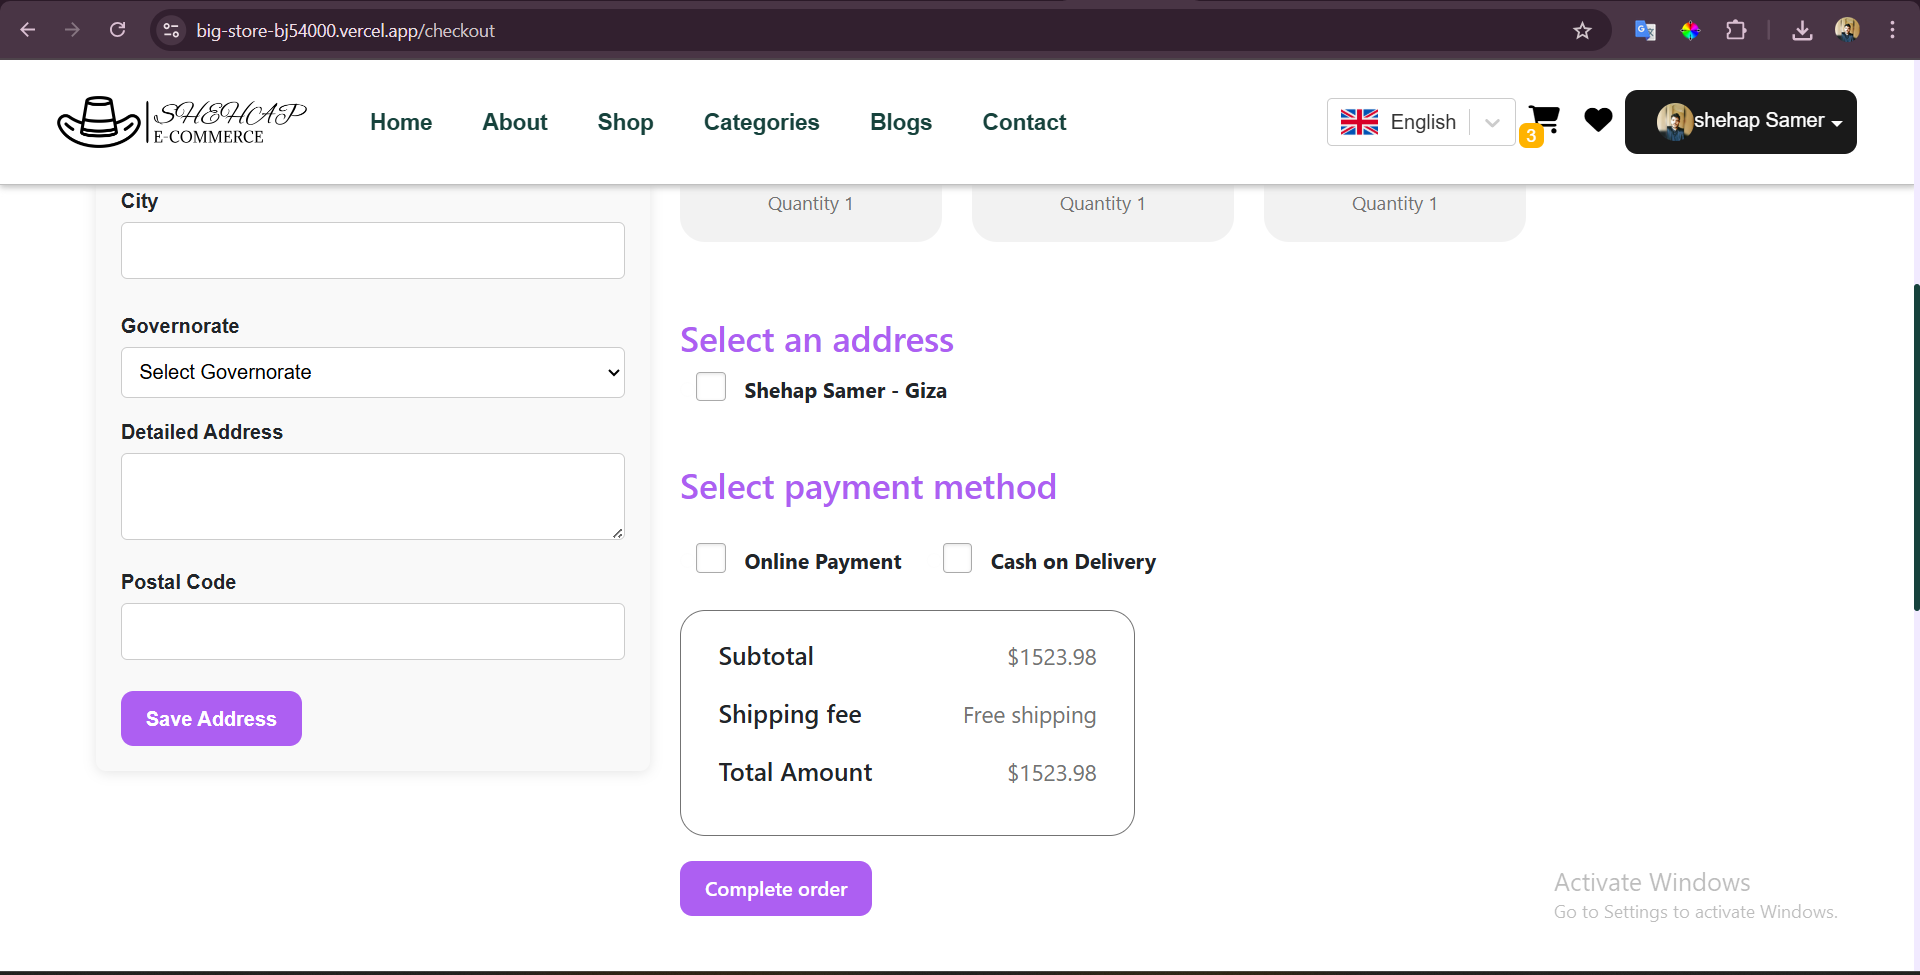 big-store-bj54000.vercel.app/checkout
SHEHAP
E-COMMERCE
Home
About
Shop
Categories
Blogs
Contact
English
3
shehap Samer
City
Governorate
Select Governorate
Detailed Address
Postal Code
Save Address
Quantity 1
Quantity 1
Quantity 1
Select an address
Shehap Samer - Giza
Select payment method
Online Payment
Cash on Delivery
Subtotal $1523.98
Shipping fee Free shipping
Total Amount $1523.98
Complete order
Activate Windows
Go to Settings to activate Windows.